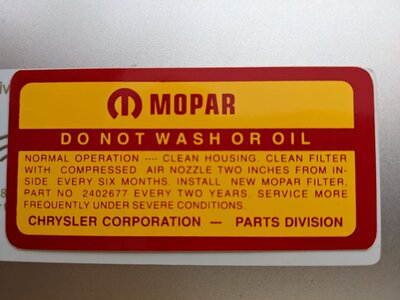 MOPAR
DO NOT WASH OR OIL
NORMAL OPERATION ---- CLEAN HOUSING. CLEAN FILTER
WITH COMPRESSED AIR NOZZLE TWO INCHES FROM IN-
SIDE EVERY SIX MONTHS. INSTALL NEW MOPAR FILTER,
PART NO 2402677 EVERY TWO YEARS. SERVICE MORE
FREQUENTLY UNDER SEVERE CONDITIONS.
CHRYSLER CORPORATION — PARTS DIVISION